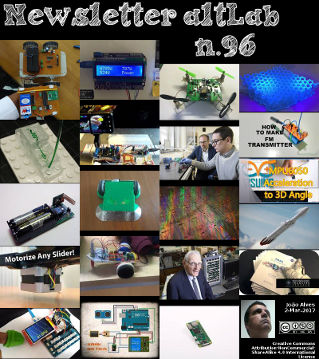 Newsletter altLab
n.96
HOW
TO MAKE
FM
TRANSMITTER
MPU6050
Acceleration
to 3D Angle
Motorize Any Slider!
João Alves
2-Mar.-2017
Creative Commons
Attribution-NonCommercial-
ShareAlike 4.0 International
License